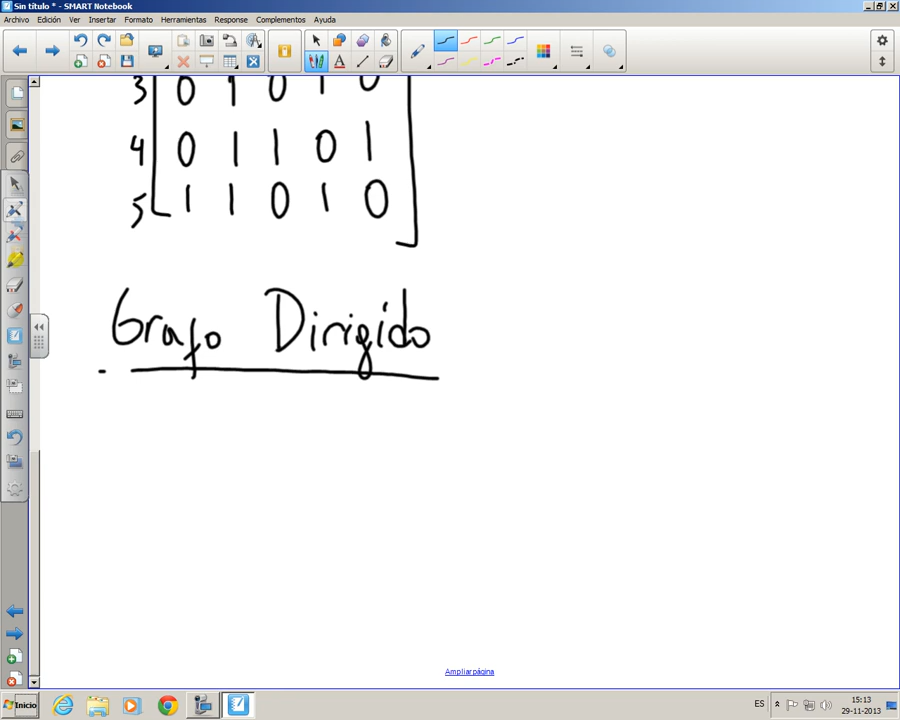 Sin título * - SMART Notebook
Archivo Edición Ver Insertar Formato Herramientas Response Complementos Ayuda
3 0 1 0 1 0
4 0 1 1 0 1
5 1 1 0 1 0
Grafo Dirigido
Ampliar página
Inicio
ES
15:13
29-11-2013